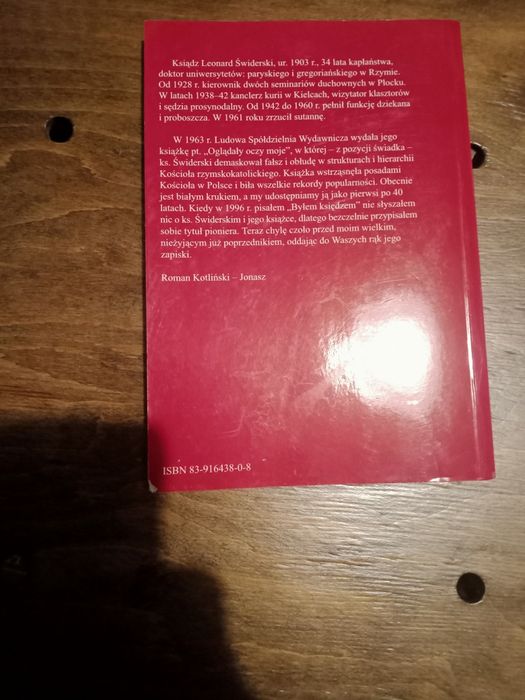 Ksiądz Leonard Świderski, ur. 1903 r., 34 lata kapłaństwa,
doktor uniwersytetów: paryskiego i gregoriańskiego w Rzymie.
Od 1928 r. kierownik dwóch seminariów duchownych w Płocku.
W latach 1938–42 kanclerz kurii w Kielcach, wizytator klasztorów
i sędzia prosynodalny. Od 1942 do 1960 r. pełnił funkcję dziekana
i proboszcza. W 1961 roku zrzucił sutannę.
W 1963 r. Ludowa Spółdzielnia Wydawnicza wydała jego
książkę pt. „Oglądały oczy moje”, w której – z pozycji świadka –
ks. Świderski demaskował fałsz i obłudę w strukturach i hierarchii
Kościoła rzymskokatolickiego. Książka wstrząsnęła posadami
Kościoła w Polsce i biła wszelkie rekordy popularności. Obecnie
jest białym krukiem, a my udostępniamy ją jako pierwsi po 40
latach. Kiedy w 1996 r. pisałem „Byłem księdzem” nie słyszałem
nic o ks. Świderskim i jego książce, dlatego bezczelnie przypisałem
sobie tytuł pioniera. Teraz chylę czoło przed moim wielkim,
nieżyjącym już poprzednikiem, oddając do Waszych rąk jego
zapiski.
Roman Kotliński – Jonasz
ISBN 83-916438-0-8